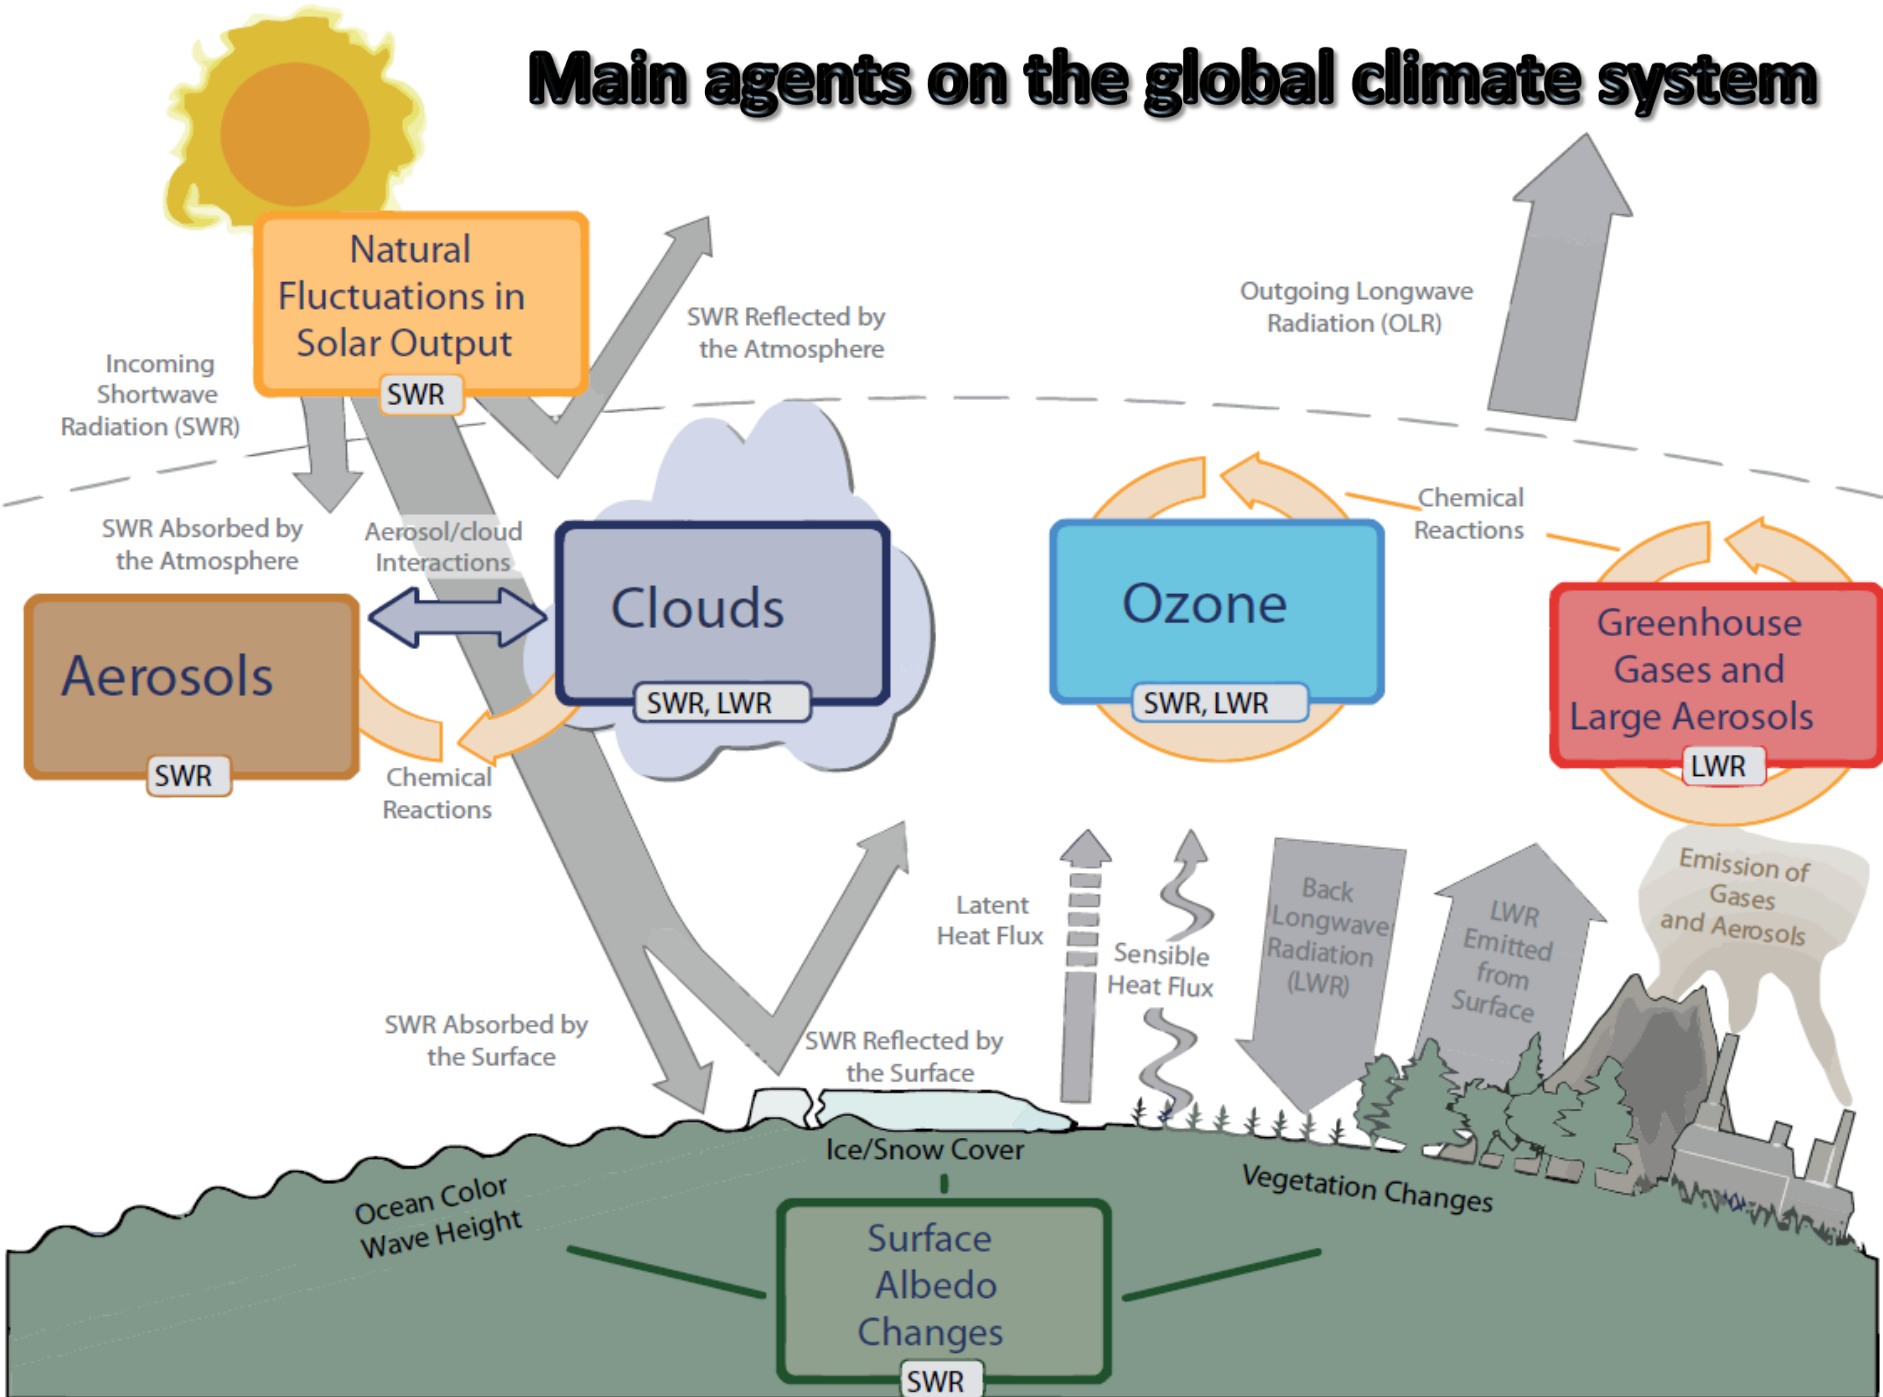 Main agents on the global climate system
Natural
Fluctuations in
Solar Output
SWR
Incoming
Shortwave
Radiation (SWR)
SWR Reflected by
the Atmosphere
Outgoing Longwave
Radiation (OLR)
SWR Absorbed by
the Atmosphere
Aerosol/cloud
Interactions
Clouds
SWR, LWR
Ozone
SWR, LWR
Chemical
Reactions
Greenhouse
Gases and
Large Aerosols
LWR
Aerosols
SWR
Chemical
Reactions
Latent
Heat Flux
Sensible
Heat Flux
Back
Longwave
Radiation
(LWR)
LWR
Emitted
from
Surface
Emission of
Gases
and Aerosols
SWR Absorbed by
the Surface
SWR Reflected by
the Surface
Ice/Snow Cover
Ocean Color
Wave Height
Vegetation Changes
Surface
Albedo
Changes
SWR